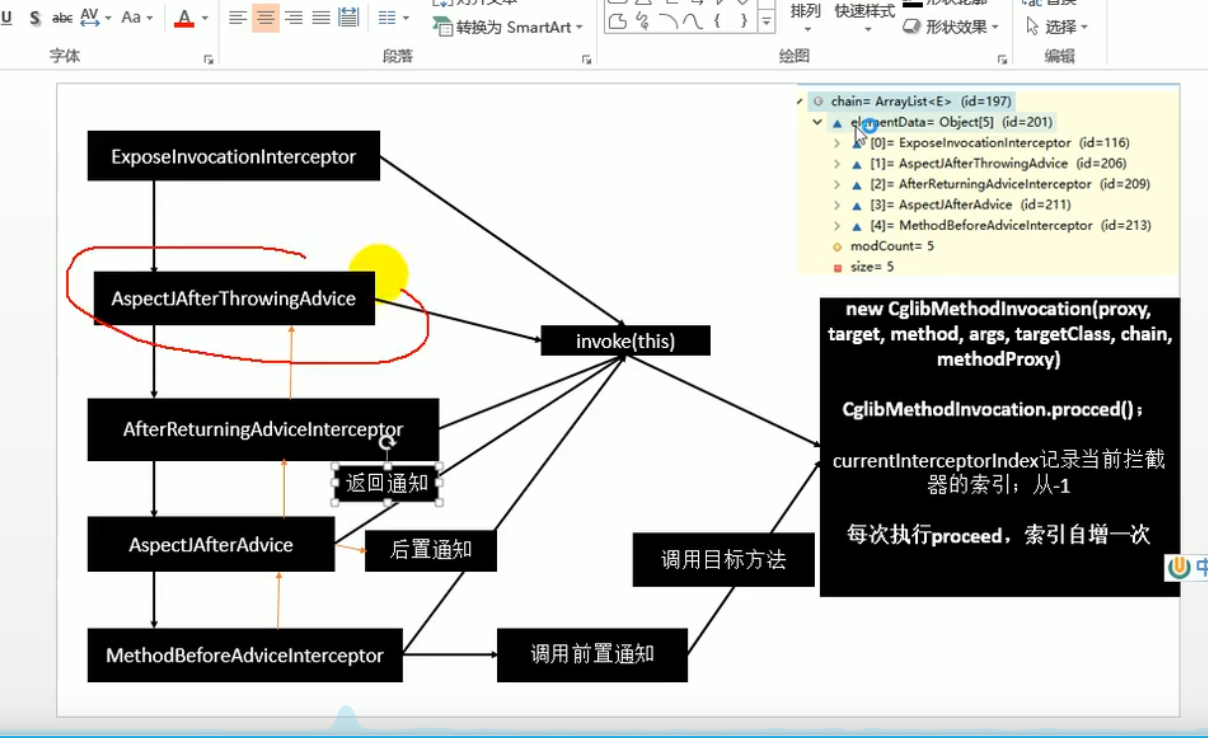 U S abc AV Aa A
转换为 SmartArt
排列 快速样式
形状效果
选择
字体
段落
绘图
编辑
ExposeInvocationInterceptor
AspectJAfterThrowingAdvice
AfterReturningAdviceInterceptor
返回通知
AspectJAfterAdvice
后置通知
MethodBeforeAdviceInterceptor
调用前置通知
invoke(this)
调用目标方法
chain= ArrayList<E> (id=197)
elementData= Object[5] (id=201)
[0]= ExposeInvocationInterceptor (id=116)
[1]= AspectJAfterThrowingAdvice (id=206)
[2]= AfterReturningAdviceInterceptor (id=209)
[3]= AspectJAfterAdvice (id=211)
[4]= MethodBeforeAdviceInterceptor (id=213)
modCount= 5
size= 5
new CglibMethodInvocation(proxy,
target, method, args, targetClass, chain,
methodProxy)
CglibMethodInvocation.procced();
currentInterceptorIndex记录当前拦截
器的索引；从-1
每次执行proceed，索引自增一次